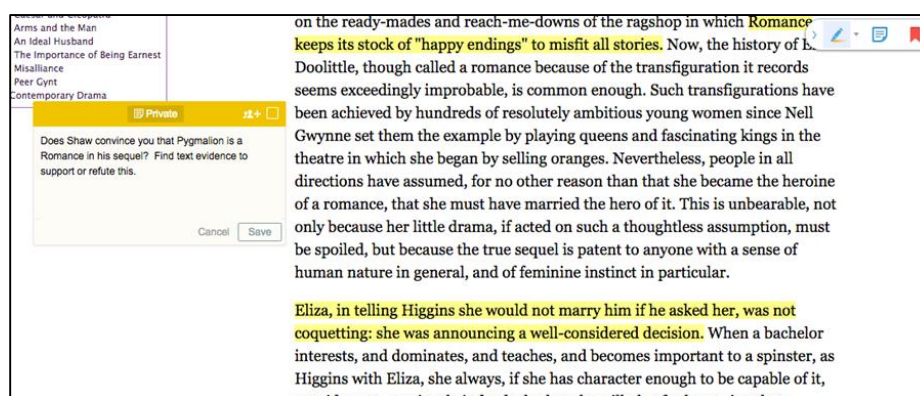 Caesar and Cleopatra
Arms and the Man
An Ideal Husband
The Importance of Being Earnest
Misalliance
Peer Gynt
Contemporary Drama
Private
Does Shaw convince you that Pygmalion is a
Romance in his sequel? Find text evidence to
support or refute this.
Cancel Save
on the ready-mades and reach-me-downs of the ragshop in which Romance
keeps its stock of "happy endings" to misfit all stories. Now, the history of
Doolittle, though called a romance because of the transfiguration it records
seems exceedingly improbable, is common enough. Such transfigurations have
been achieved by hundreds of resolutely ambitious young women since Nell
Gwynne set them the example by playing queens and fascinating kings in the
theatre in which she began by selling oranges. Nevertheless, people in all
directions have assumed, for no other reason than that she became the heroine
of a romance, that she must have married the hero of it. This is unbearable, not
only because her little drama, if acted on such a thoughtless assumption, must
be spoiled, but because the true sequel is patent to anyone with a sense of
human nature in general, and of feminine instinct in particular.
Eliza, in telling Higgins she would not marry him if he asked her, was not
coquetting: she was announcing a well-considered decision. When a bachelor
interests, and dominates, and teaches, and becomes important to a spinster, as
Higgins with Eliza, she always, if she has character enough to be capable of it,